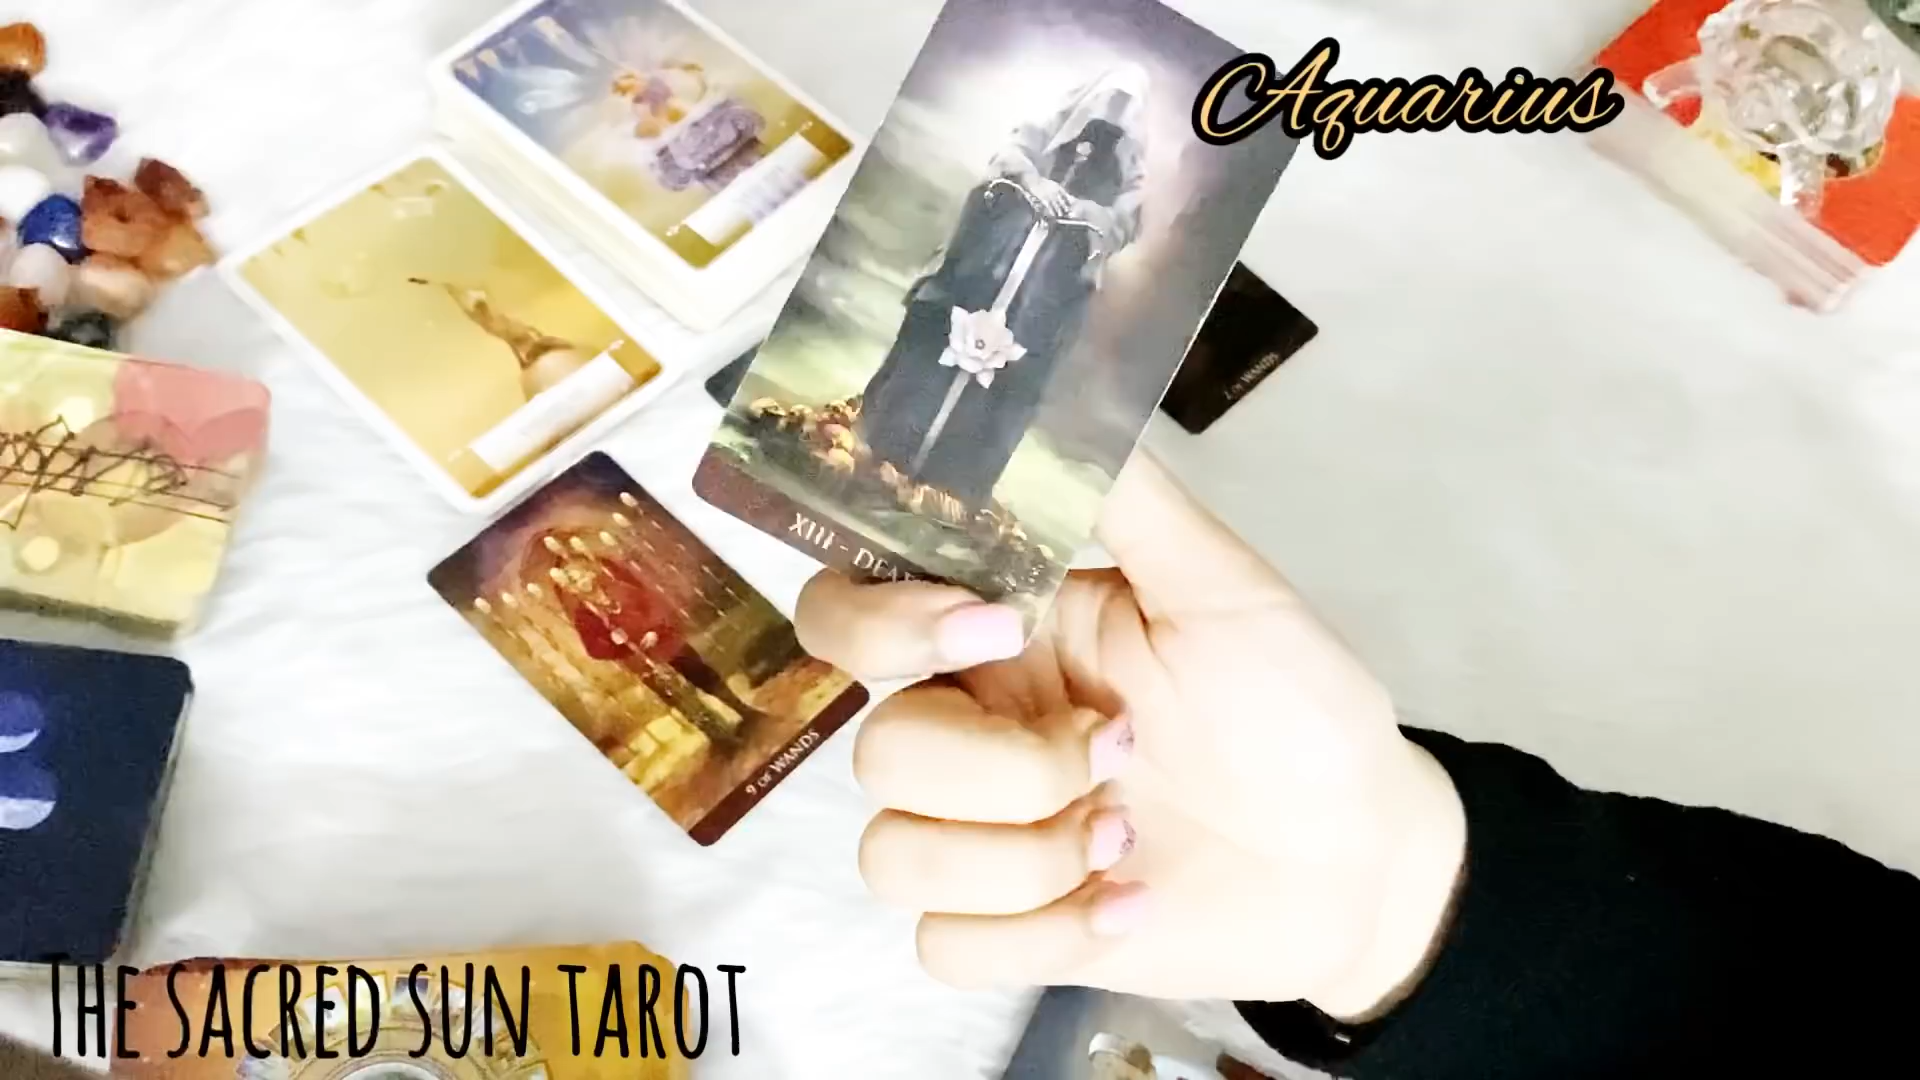 Aquarius
XIII - DEA
9 OF WANDS
THE SACRED SUN TAROT